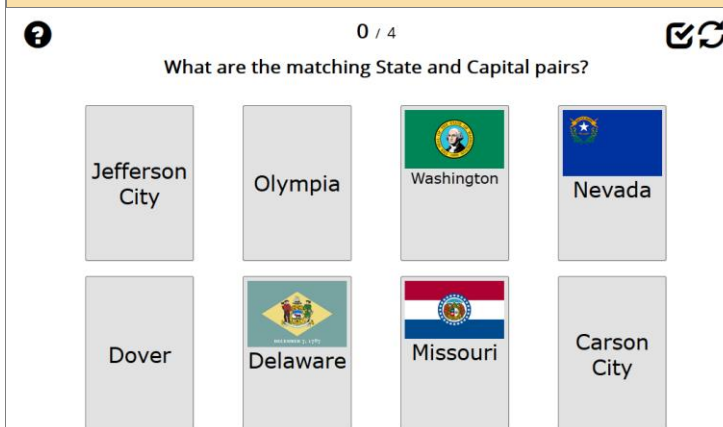 ?
0 / 4
What are the matching State and Capital pairs?
Jefferson
City
Olympia
Washington
Nevada
Dover
Delaware
Missouri
Carson
City